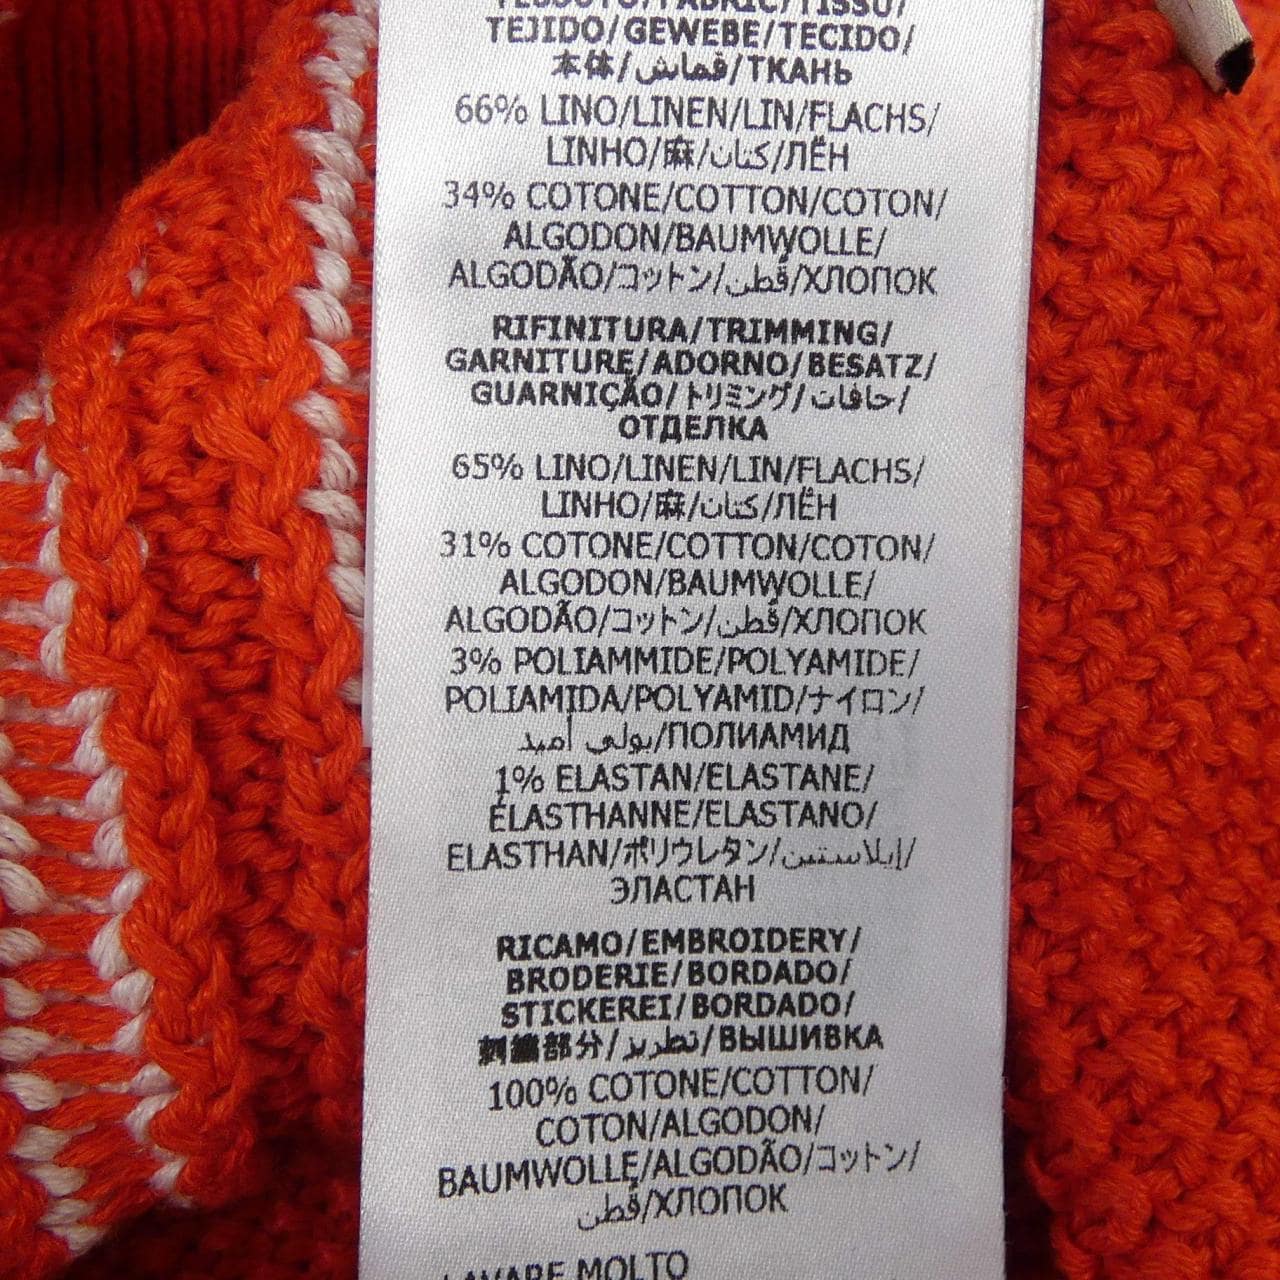 TESSUTO/FABRIC/TISSU/
TEJIDO/GEWEBE/TECIDO/
本体/قماش/ТКАНЬ
66% LINO/LINEN/LIN/FLACHS/
LINHO/麻/كتان/ЛЁН
34% COTONE/COTTON/COTON/
ALGODON/BAUMWOLLE/
ALGODÃO/コットン/قطن/ХЛОПОК
RIFINITURA/TRIMMING/
GARNITURE/ADORNO/BESATZ/
GUARNIÇÃO/トリミング/حافات/
ОТДЕЛКА
65% LINO/LINEN/LIN/FLACHS/
LINHO/麻/كتان/ЛЁН
31% COTONE/COTTON/COTON/
ALGODON/BAUMWOLLE/
ALGODÃO/コットン/قطن/ХЛОПОК
3% POLIAMMIDE/POLYAMIDE/
POLIAMIDA/POLYAMID/ナイロン/
بولي أميد/ПОЛИАМИД
1% ELASTAN/ELASTANE/
ÉLASTHANNE/ELASTANO/
ELASTHAN/ポリウレタン/إيلاستين/
ЭЛАСТАН
RICAMO/EMBROIDERY/
BRODERIE/BORDADO/
STICKEREI/BORDADO/
刺繍部分/تطريز/ВЫШИВКА
100% COTONE/COTTON/
COTON/ALGODON/
BAUMWOLLE/ALGODÃO/コットン/
قطن/ХЛОПОК
LAVARE MOLTO